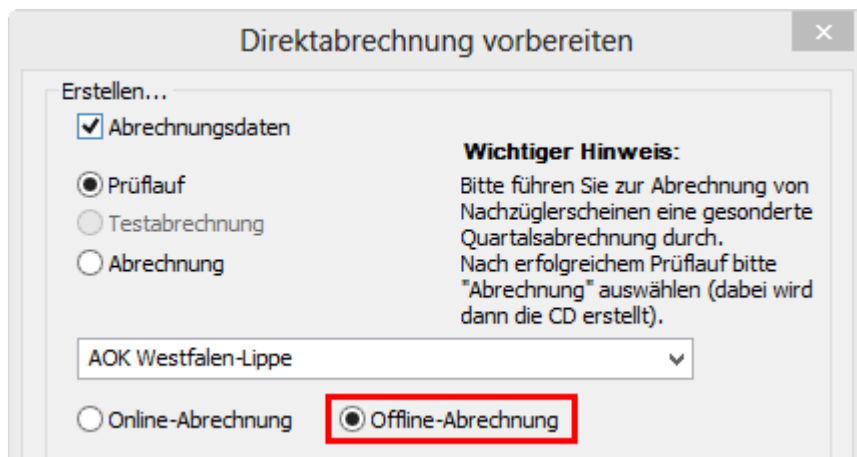 Direktabrechnung vorbereiten
Erstellen...
Abrechnungsdaten
Prüflauf
Testabrechnung
Abrechnung
Wichtiger Hinweis:
Bitte führen Sie zur Abrechnung von
Nachzüglerscheinen eine gesonderte
Quartalsabrechnung durch.
Nach erfolgreichem Prüflauf bitte
"Abrechnung" auswählen (dabei wird
dann die CD erstellt).
AOK Westfalen-Lippe
Online-Abrechnung
Offline-Abrechnung